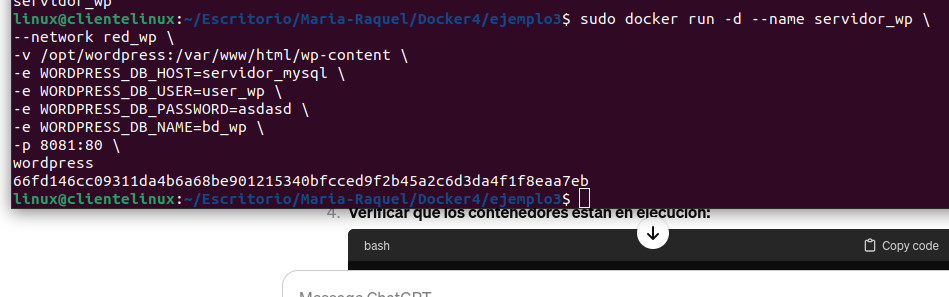 servidor_wp
linux@clientelinux:~/Escritorio/Maria-Raquel/Docker4/ejemplo3$ sudo docker run -d --name servidor_wp \
--network red_wp \
-v /opt/wordpress:/var/www/html/wp-content \
-e WORDPRESS_DB_HOST=servidor_mysql \
-e WORDPRESS_DB_USER=user_wp \
-e WORDPRESS_DB_PASSWORD=asdasd \
-e WORDPRESS_DB_NAME=bd_wp \
-p 8081:80 \
wordpress
66fd146cc09311da4b6a68be901215340bfcced9f2b45a2c6d3da4f1f8eaa7eb
linux@clientelinux:~/Escritorio/Maria-Raquel/Docker4/ejemplo3$
4. Verificar que los contenedores están en ejecución:
bash
Copy code
Message ChatGPT